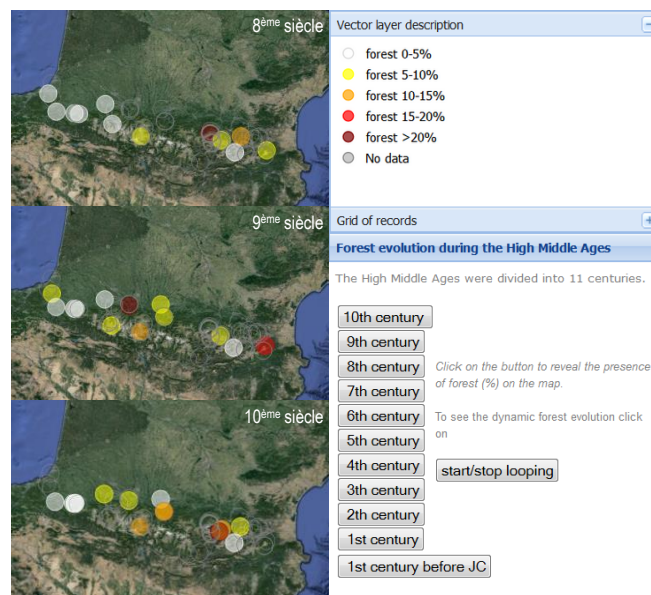 8ème siècle
9ème siècle
10ème siècle
Vector layer description
forest 0-5%
forest 5-10%
forest 10-15%
forest 15-20%
forest >20%
No data
Grid of records
Forest evolution during the High Middle Ages
The High Middle Ages were divided into 11 centuries.
10th century
9th century
8th century
7th century
6th century
5th century
4th century
3th century
2th century
1st century
1st century before JC
Click on the button to reveal the presence
of forest (%) on the map.
To see the dynamic forest evolution click
on
start/stop looping